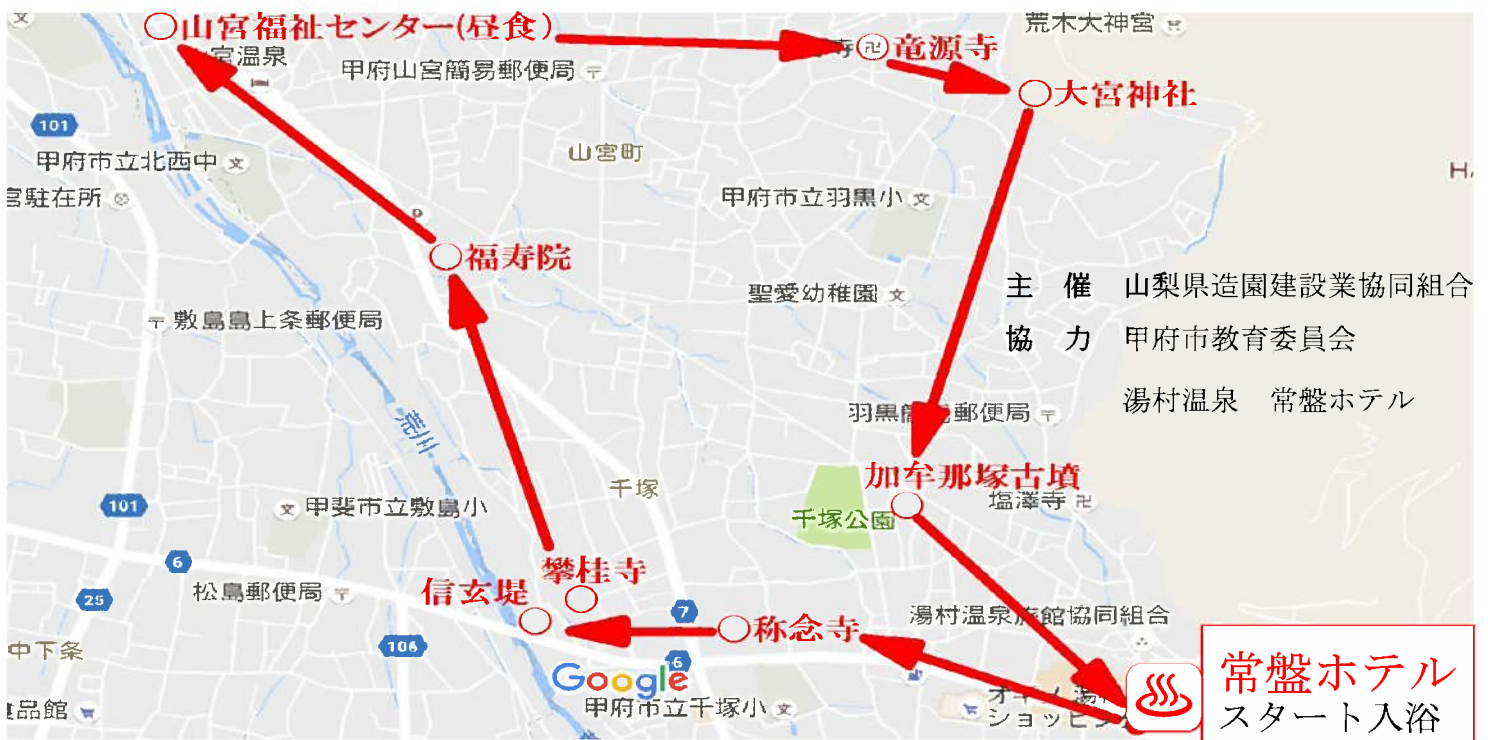 山宮福祉センター(昼食)
竜源寺
荒木大神宮
宮温泉
甲府山宮簡易郵便局
大宮神社
101
甲府市立北西中
山宮町
宮駐在所
甲府市立羽黒小
福寿院
聖愛幼稚園
主 催 山梨県造園建設業協同組合
敷島島上条郵便局
協 力 甲府市教育委員会
湯村温泉 常盤ホテル
荒川
加牟那塚古墳
千塚
101
甲斐市立敷島小
千塚公園
塩澤寺
6
攀桂寺
信玄堤
松島郵便局
25
7
称念寺
湯村温泉旅館協同組合
中下条
106
6
Google
甲府市立千塚小
常盤ホテル
スタート入浴
ショッピング